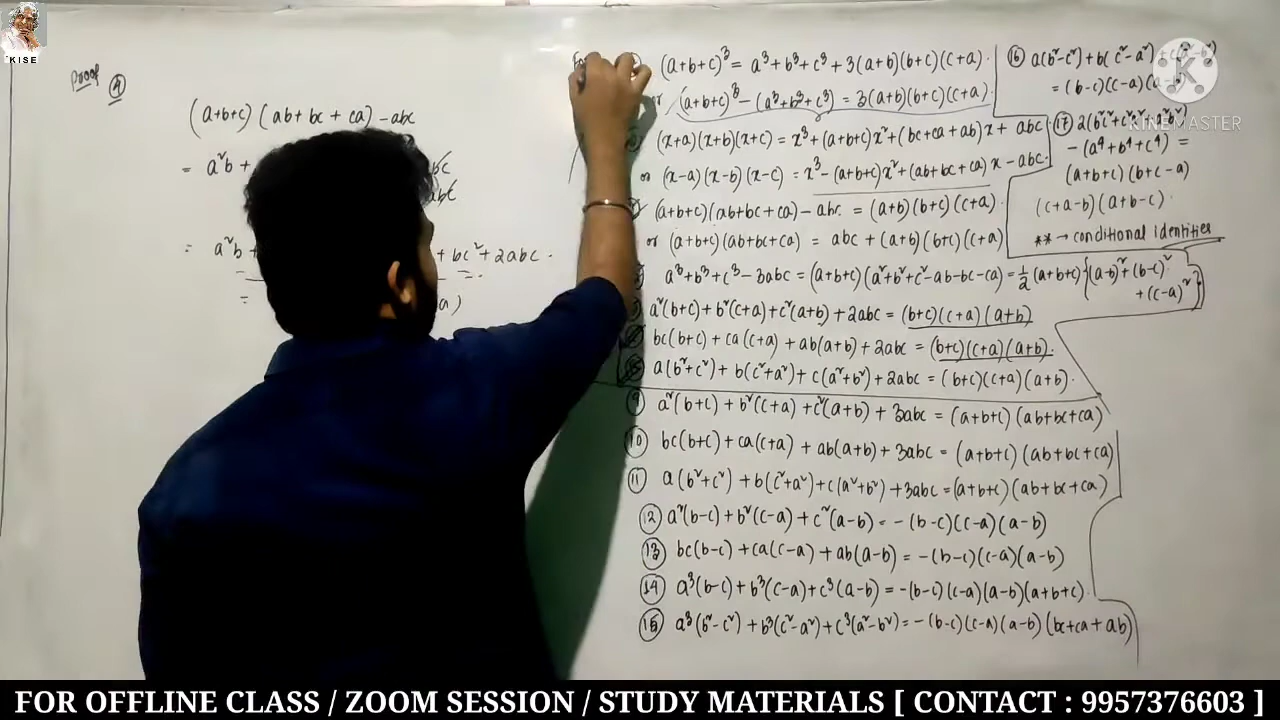 KISE
Proof 4
(a+b+c) (ab+bc+ca) -abc
= a²b +
abc
= a²b + + bc² + 2abc.
=
(a+b+c)³ = a³+b³+c³ + 3(a+b)(b+c)(c+a).
or (a+b+c)³ - (a³+b³+c³) = 3(a+b)(b+c)(c+a).
(x+a)(x+b)(x+c) = x³+(a+b+c)x²+(bc+ca+ab)x + abc
or (x-a)(x-b)(x-c) = x³-(a+b+c)x²+(ab+bc+ca)x-abc.
(a+b+c)(ab+bc+ca)-abc = (a+b)(b+c)(c+a).
or (a+b+c)(ab+bc+ca) = abc + (a+b)(b+c)(c+a)
a³+b³+c³-3abc = (a+b+c)(a²+b²+c²-ab-bc-ca) = 1/2 (a+b+c){(a-b)²+(b-c)²
+(c-a)²}
a²(b+c)+b²(c+a)+c²(a+b)+2abc = (b+c)(c+a)(a+b)
bc(b+c)+ca(c+a)+ab(a+b)+2abc = (b+c)(c+a)(a+b).
a(b²+c²)+b(c²+a²)+c(a²+b²)+2abc = (b+c)(c+a)(a+b).
9 a²(b+c)+b²(c+a)+c²(a+b)+3abc = (a+b+c)(ab+bc+ca)
10 bc(b+c)+ca(c+a)+ab(a+b)+3abc = (a+b+c)(ab+bc+ca)
11 a(b²+c²)+b(c²+a²)+c(a²+b²)+3abc = (a+b+c)(ab+bc+ca)
12 a²(b-c)+b²(c-a)+c²(a-b) = -(b-c)(c-a)(a-b)
13 bc(b-c)+ca(c-a)+ab(a-b) = -(b-c)(c-a)(a-b)
14 a³(b-c)+b³(c-a)+c³(a-b) = -(b-c)(c-a)(a-b)(a+b+c).
15 a³(b²-c²)+b³(c²-a²)+c³(a²-b²) = -(b-c)(c-a)(a-b)(bc+ca+ab)
16 a(b²-c²)+b(c²-a²)
= (b-c)(c-a)
17 2(b²c²+c²a²+a²b²)
-(a⁴+b⁴+c⁴) =
(a+b+c)(b+c-a)
(c+a-b)(a+b-c).
** → conditional identities
KINEMASTER
FOR OFFLINE CLASS / ZOOM SESSION / STUDY MATERIALS [ CONTACT : 9957376603 ]